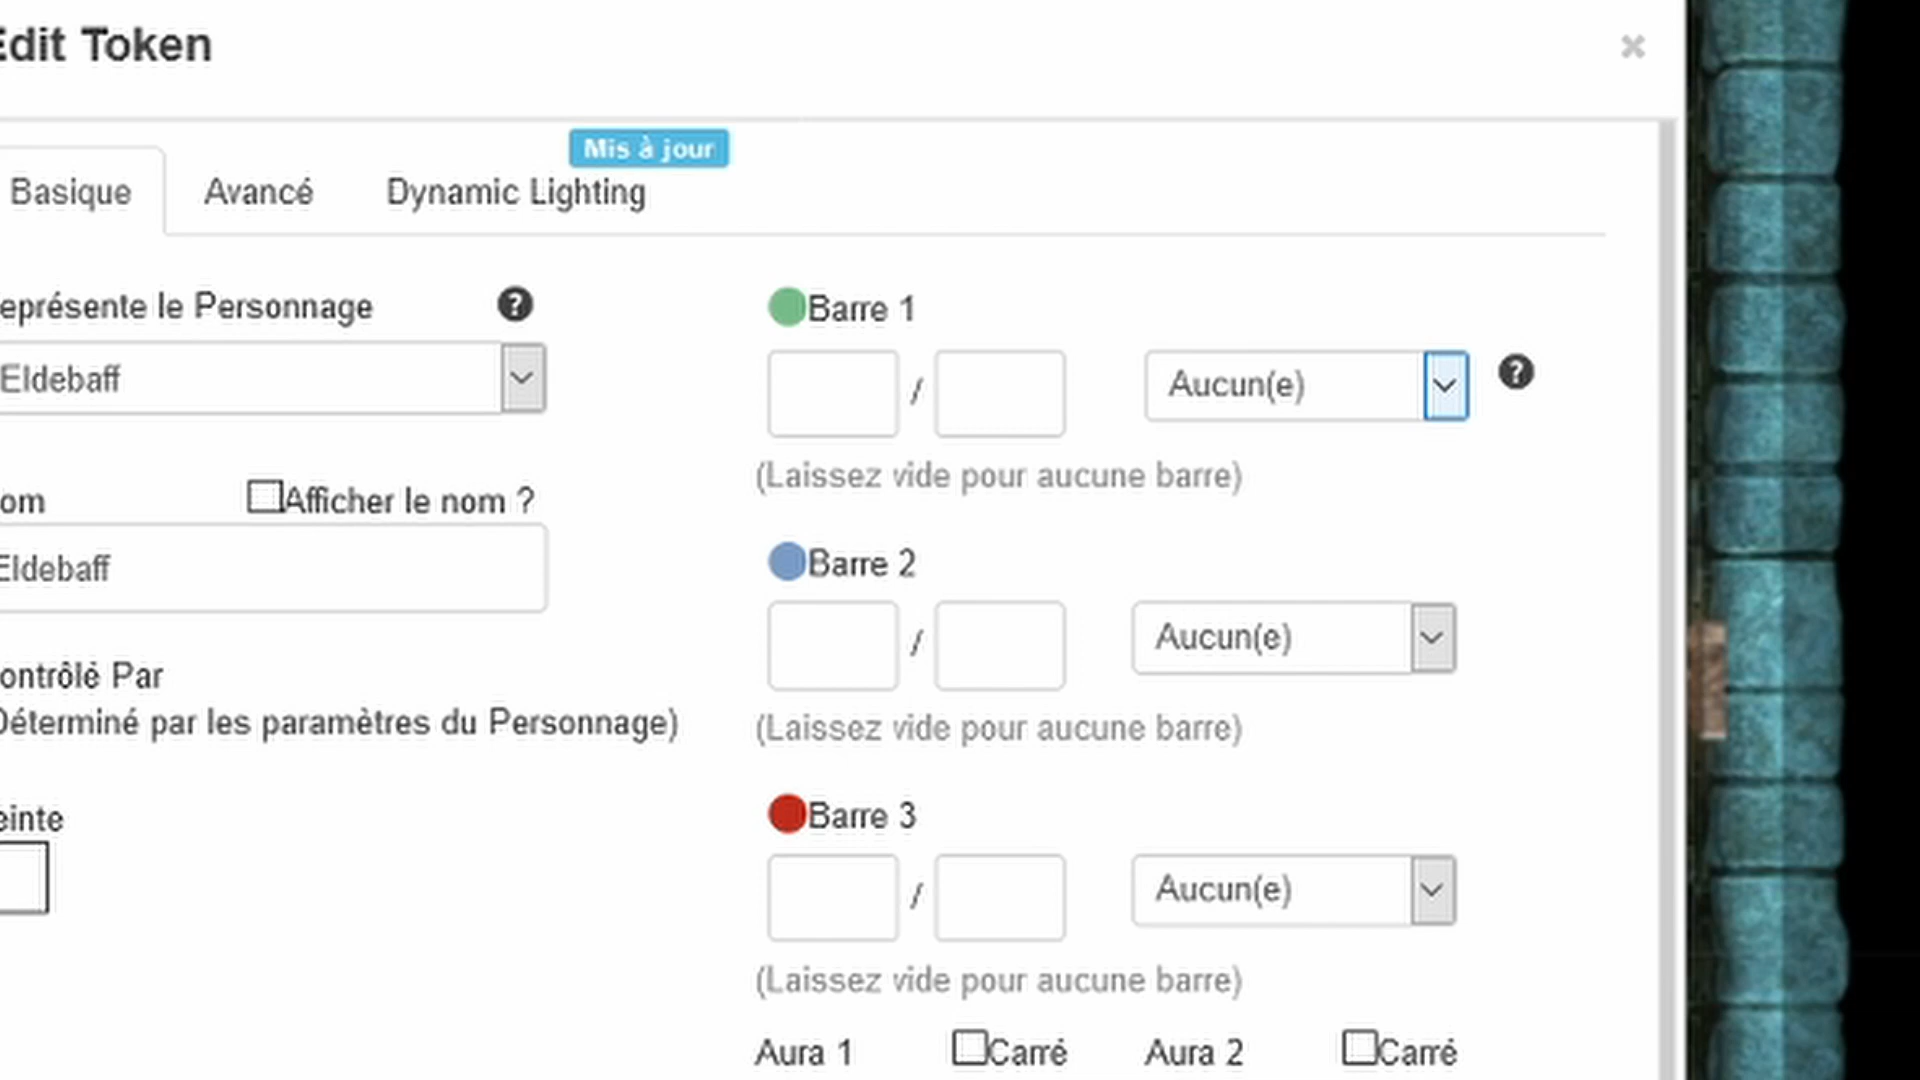 Edit Token
Mis à jour
Basique Avancé Dynamic Lighting
eprésente le Personnage
Eldebaff
om Afficher le nom ?
Eldebaff
ontrôlé Par
Déterminé par les paramètres du Personnage)
einte
Barre 1
/ Aucun(e)
(Laissez vide pour aucune barre)
Barre 2
/ Aucun(e)
(Laissez vide pour aucune barre)
Barre 3
/ Aucun(e)
(Laissez vide pour aucune barre)
Aura 1 Carré Aura 2 Carré